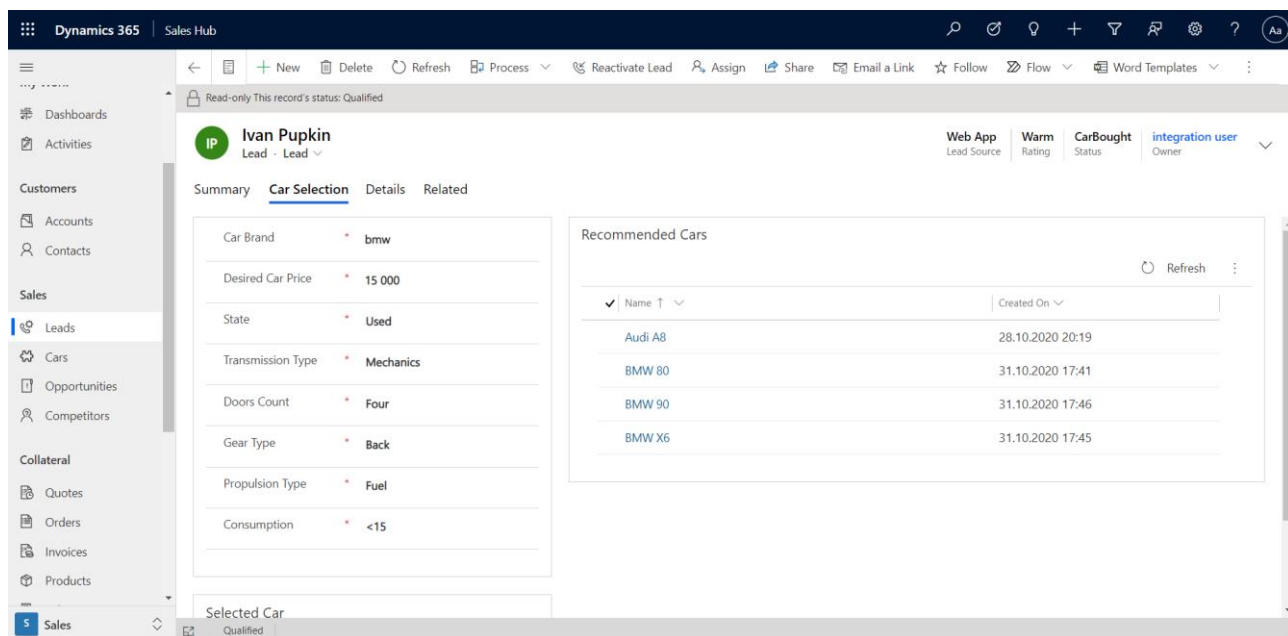 Dynamics 365 Sales Hub Aa
New Delete Refresh Process Reactivate Lead Assign Share Email a Link Follow Flow Word Templates
Read-only This record's status: Qualified
Dashboards
Activities
Customers
Accounts
Contacts
Sales
Leads
Cars
Opportunities
Competitors
Collateral
Quotes
Orders
Invoices
Products
S Sales
IP
Ivan Pupkin
Lead · Lead
Web App Warm CarBought integration user
Lead Source Rating Status Owner
Summary Car Selection Details Related
Car Brand * bmw
Desired Car Price * 15 000
State * Used
Transmission Type * Mechanics
Doors Count * Four
Gear Type * Back
Propulsion Type * Fuel
Consumption * <15
Selected Car
Recommended Cars
Refresh
Name ↑ Created On
Audi A8 28.10.2020 20:19
BMW 80 31.10.2020 17:41
BMW 90 31.10.2020 17:46
BMW X6 31.10.2020 17:45
Qualified